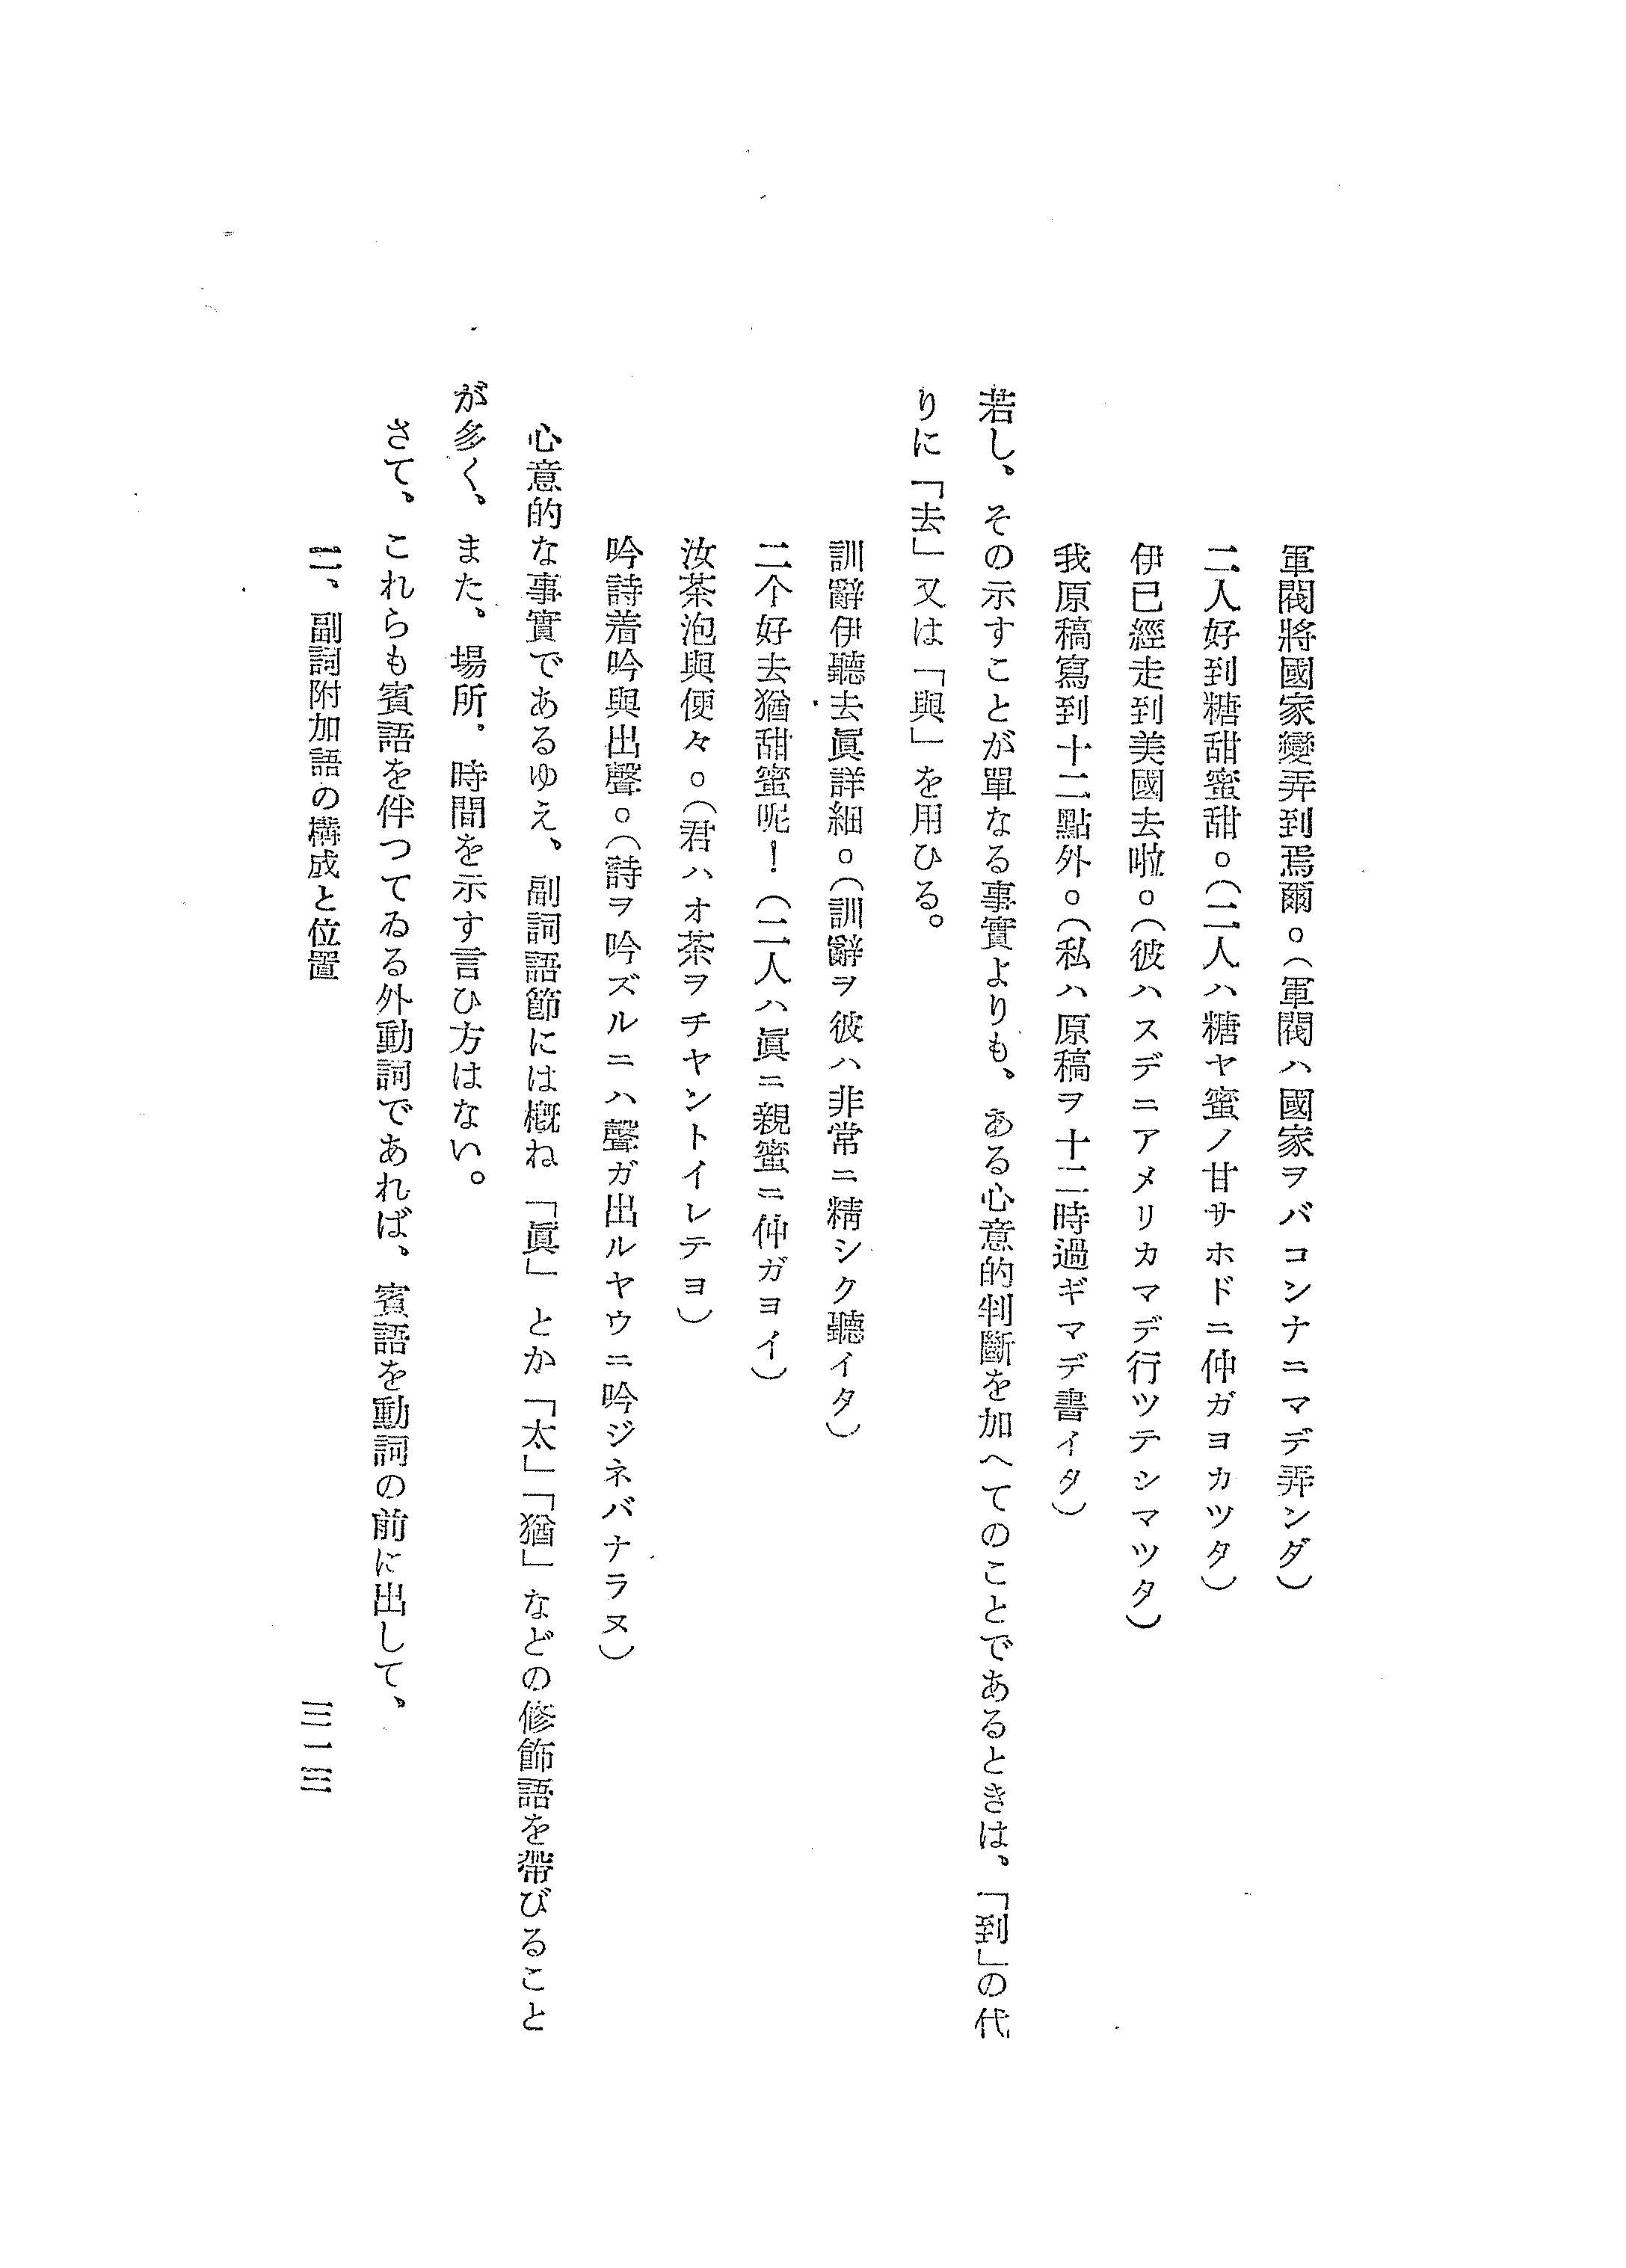 軍閥將國家變弄到焉爾。(軍閥ハ國家ヲバコンナニマデ弄ンダ)
二人好到糖甜蜜甜。(二人ハ糖ヤ蜜ノ甘サホドニ仲ガヨカツタ)
伊已經走到美國去啦。(彼ハスデニアメリカマデ行ツテシマツタ)
我原稿寫到十二點外。(私ハ原稿ヲ十二時過ギマデ書イタ)
若し。その示すことが單なる事實よりも、ある心意的判斷を加へてのことであるときは、「到」の代
りに「去」又は「與」を用ひる。
訓辭伊聽去眞詳細。(訓辭ヲ彼ハ非常ニ精シク聽イタ)
二个好去猶甜蜜呢！(二人ハ眞ニ親蜜ニ仲ガヨイ)
汝茶泡與便々。(君ハオ茶ヲチヤントイレテヨ)
吟詩着吟與出聲。(詩ヲ吟ズルニハ聲ガ出ルヤウニ吟ジネバナラヌ)
心意的な事實であるゆえ、副詞語節には概ね「眞」とか「太」「猶」などの修飾語を帶びること
が多く、また、場所、時間を示す言ひ方はない。
さて、これらも賓語を伴つてゐる外動詞であれば、賓語を動詞の前に出して、
二、副詞附加語の構成と位置
三一三